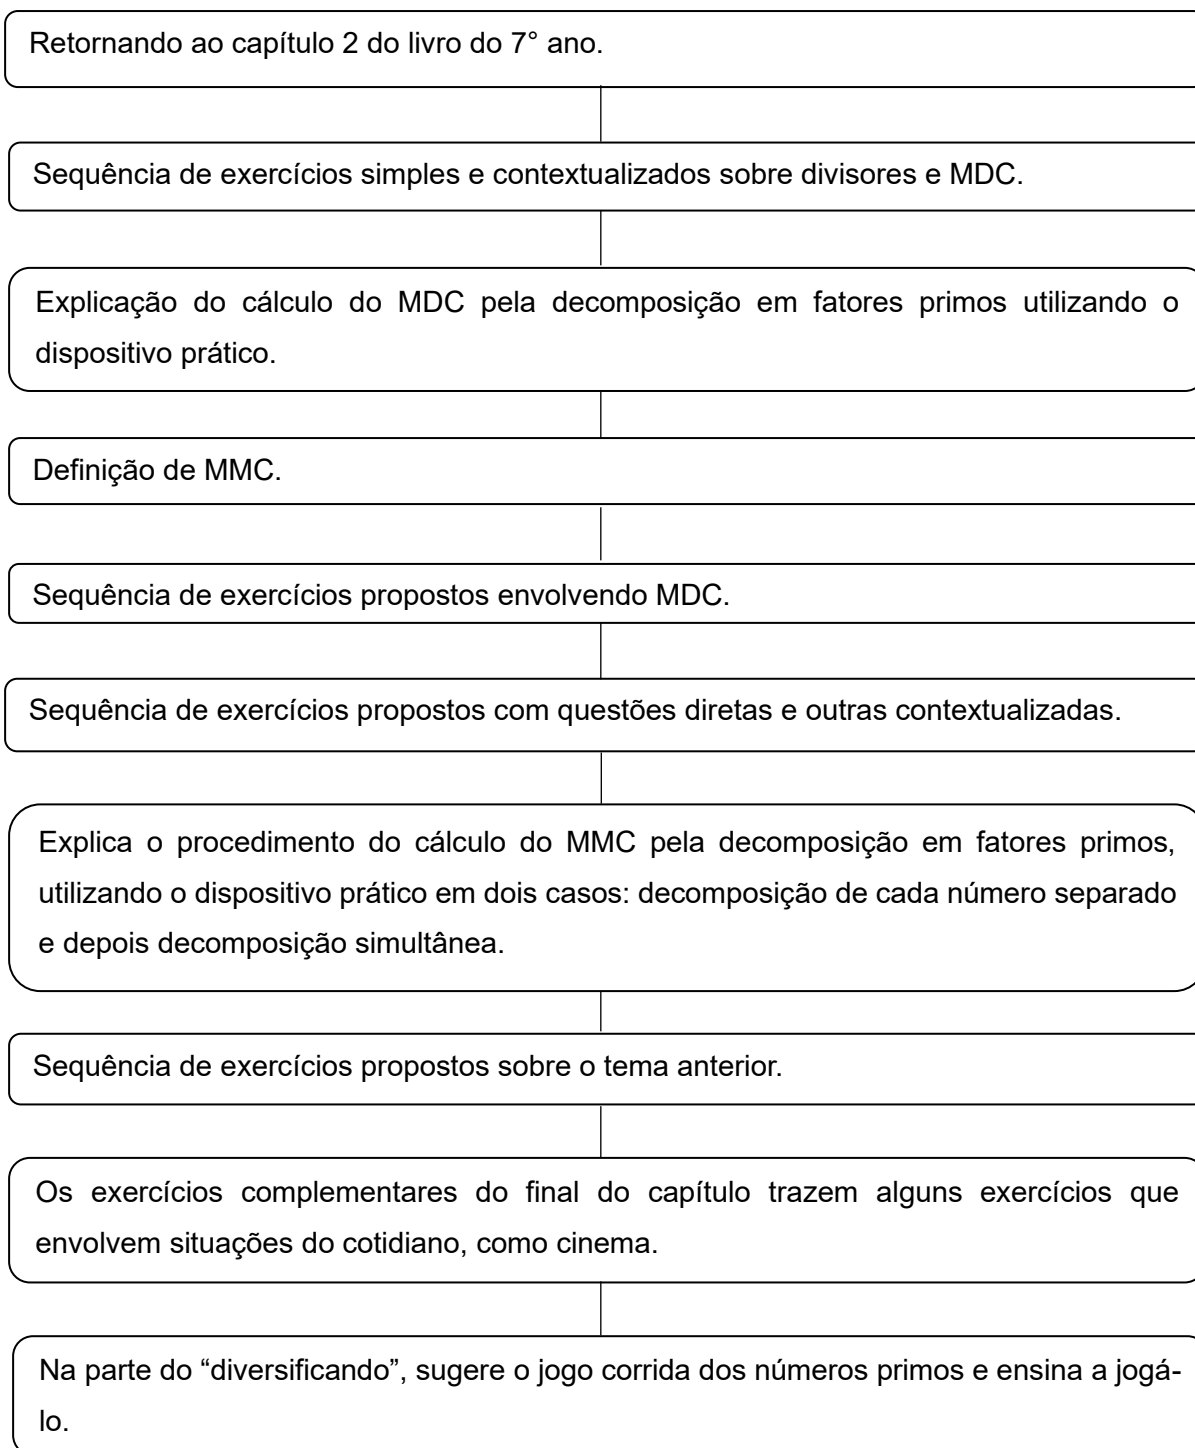 Retornando ao capítulo 2 do livro do 7° ano.
Sequência de exercícios simples e contextualizados sobre divisores e MDC.
Explicação do cálculo do MDC pela decomposição em fatores primos utilizando o
dispositivo prático.
Definição de MMC.
Sequência de exercícios propostos envolvendo MDC.
Sequência de exercícios propostos com questões diretas e outras contextualizadas.
Explica o procedimento do cálculo do MMC pela decomposição em fatores primos,
utilizando o dispositivo prático em dois casos: decomposição de cada número separado
e depois decomposição simultânea.
Sequência de exercícios propostos sobre o tema anterior.
Os exercícios complementares do final do capítulo trazem alguns exercícios que
envolvem situações do cotidiano, como cinema.
Na parte do “diversificando”, sugere o jogo corrida dos números primos e ensina a jogá-
lo.